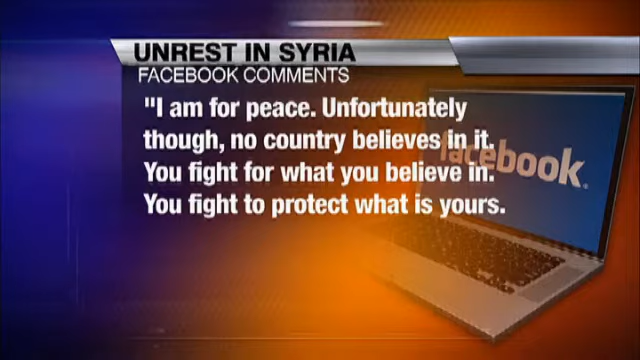 UNREST IN SYRIA
FACEBOOK COMMENTS
"I am for peace. Unfortunately
though, no country believes in it.
You fight for what you believe in.
You fight to protect what is yours.
facebook.